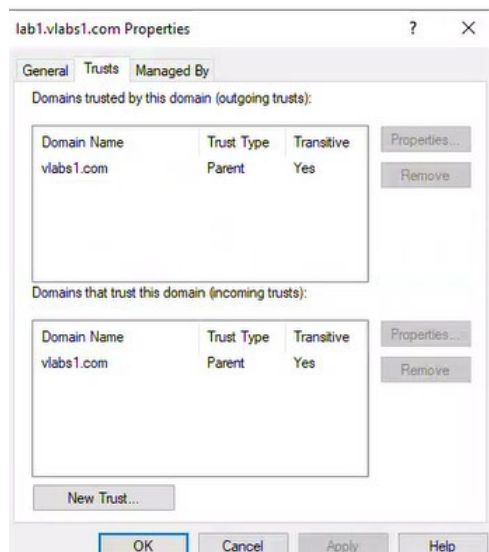 lab1.vlabs1.com Properties ? ×
General Trusts Managed By
Domains trusted by this domain (outgoing trusts):
Domain Name Trust Type Transitive Properties...
vlabs1.com Parent Yes Remove
Domains that trust this domain (incoming trusts):
Domain Name Trust Type Transitive Properties...
vlabs1.com Parent Yes Remove
New Trust...
OK Cancel Apply Help